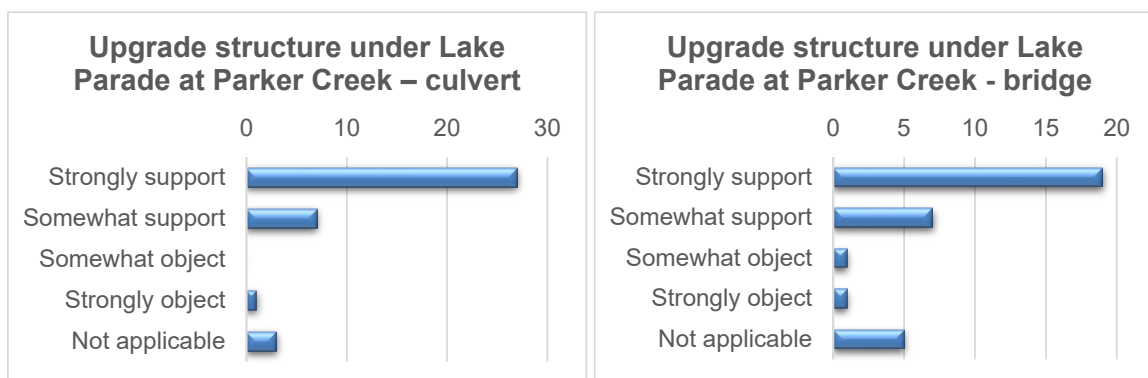 Upgrade structure under Lake
Parade at Parker Creek – culvert
0 10 20 30
Strongly support
Somewhat support
Somewhat object
Strongly object
Not applicable
Upgrade structure under Lake
Parade at Parker Creek - bridge
0 5 10 15 20
Strongly support
Somewhat support
Somewhat object
Strongly object
Not applicable